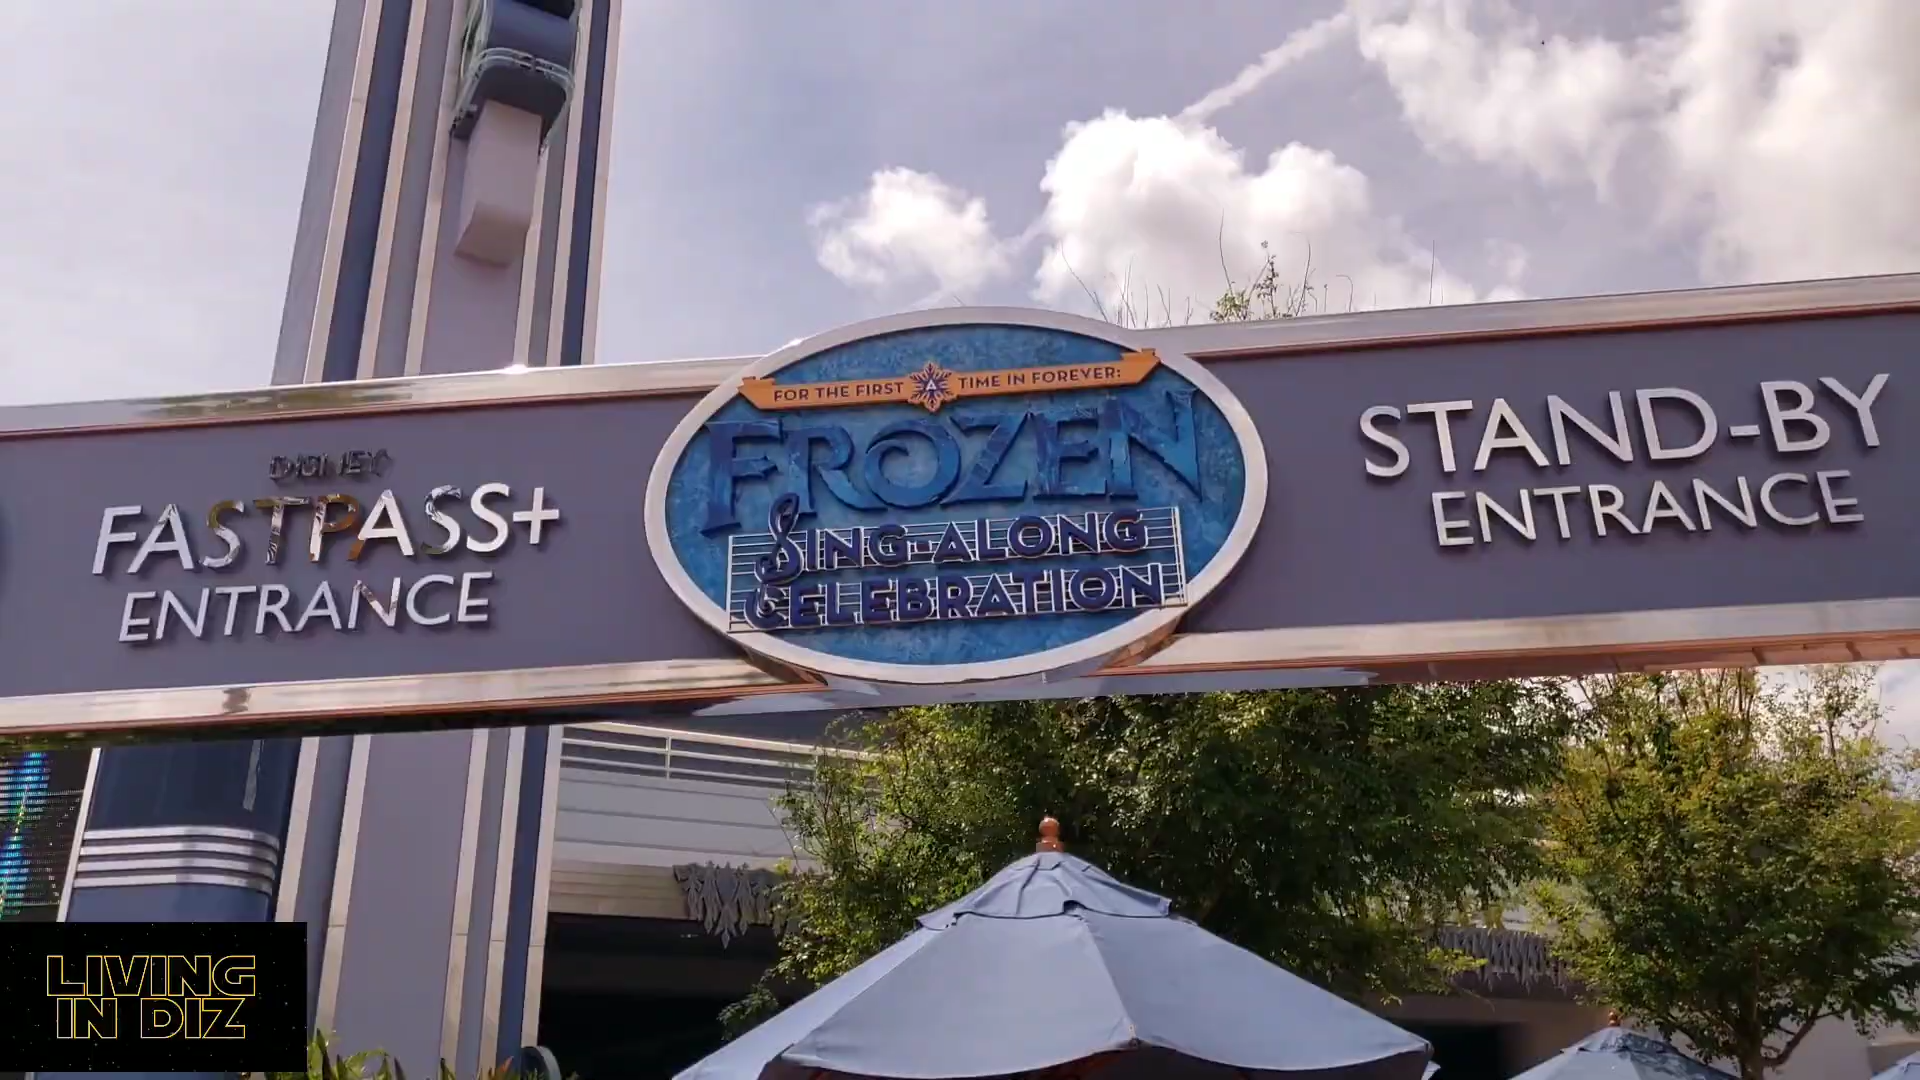 DISNEY
FASTPASS+
ENTRANCE
FOR THE FIRST TIME IN FOREVER:
FROZEN
SING-ALONG
CELEBRATION
STAND-BY
ENTRANCE
LIVING
IN DIZ